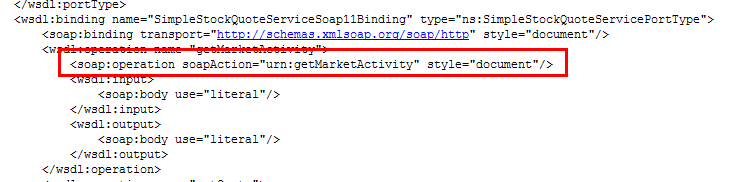 </wsdl:portType>
<wsdl:binding name="SimpleStockQuoteServiceSoap11Binding" type="ns:SimpleStockQuoteServicePortType">
<soap:binding transport="http://schemas.xmlsoap.org/soap/http" style="document"/>
<wsdl:operation name="getMarketActivity">
<soap:operation soapAction="urn:getMarketActivity" style="document"/>
<wsdl:input>
<soap:body use="literal"/>
</wsdl:input>
<wsdl:output>
<soap:body use="literal"/>
</wsdl:output>
</wsdl:operation>